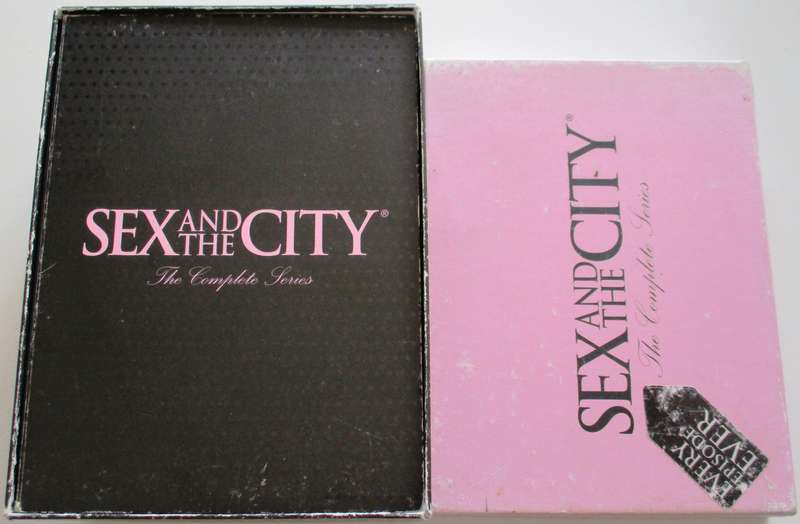 SEX AND THE CITY®
The Complete Series
SEX AND THE CITY®
The Complete Series
EVERY
EPISODE
EVER